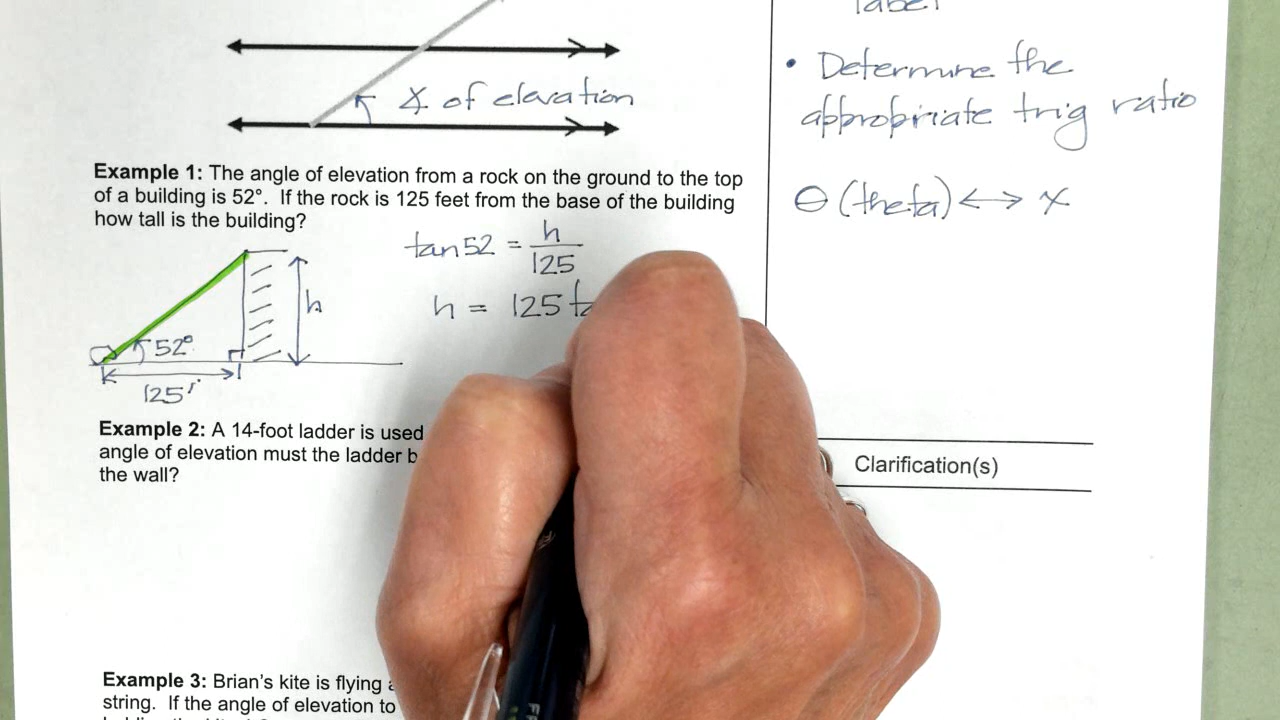 label
• Determine the
appropriate trig ratio
θ (theta) ↔ x
∡ of elevation
Example 1: The angle of elevation from a rock on the ground to the top
of a building is 52°. If the rock is 125 feet from the base of the building
how tall is the building?
tan 52 = h/125
h = 125
h
52°
125'
Example 2: A 14-foot ladder is used
angle of elevation must the ladder b
the wall?
Clarification(s)
Example 3: Brian's kite is flying
string. If the angle of elevation to